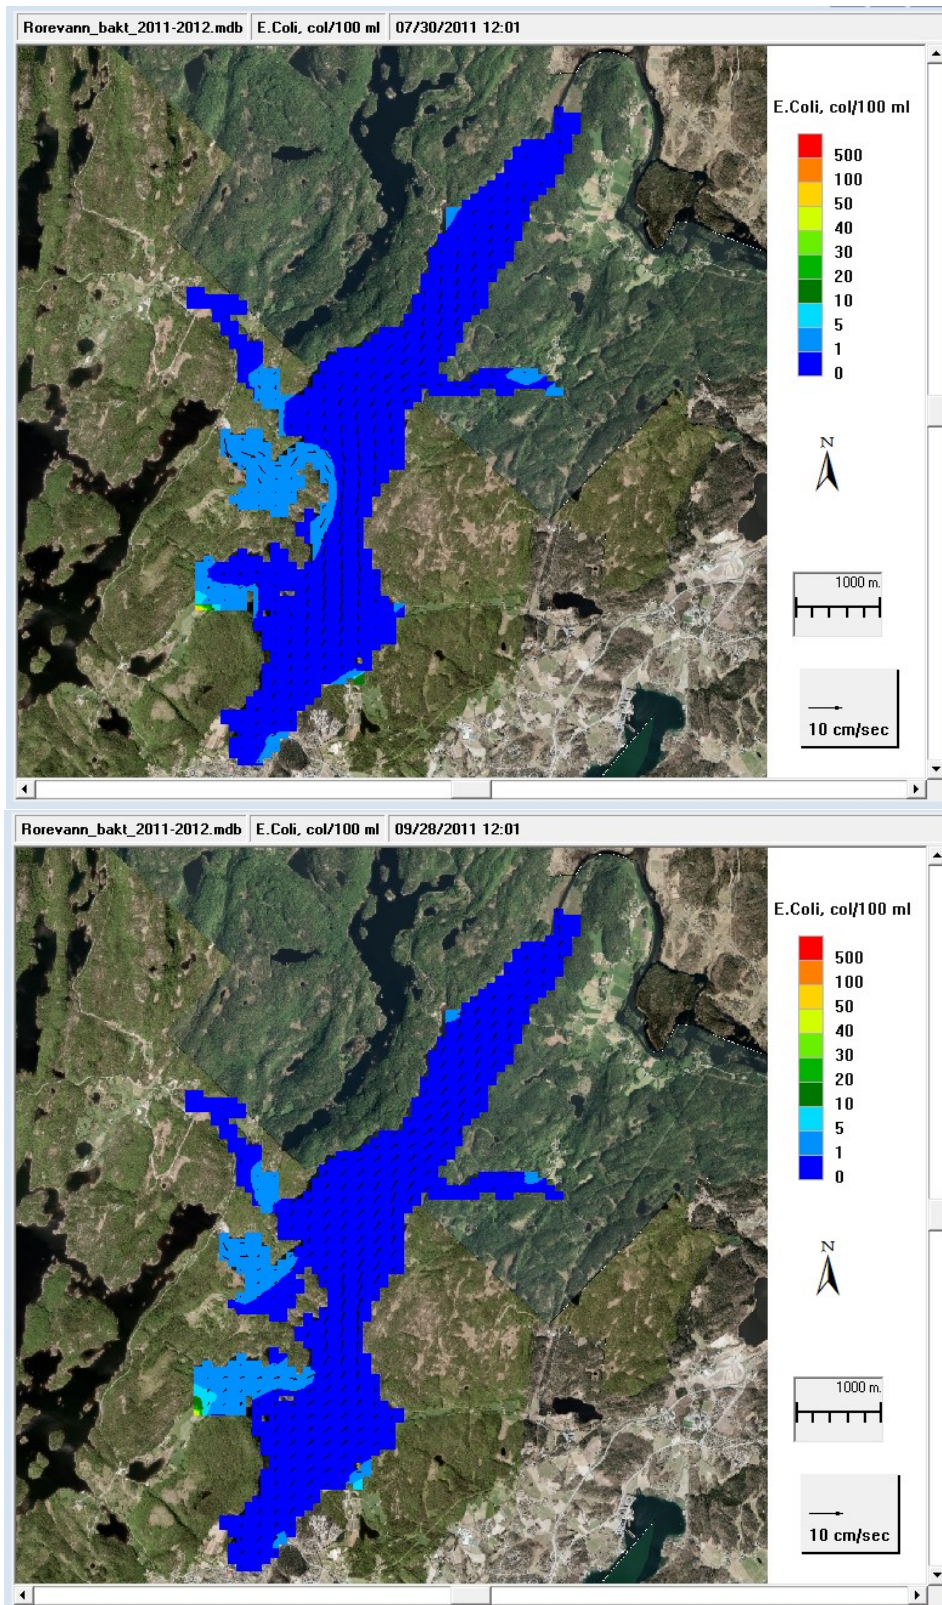 Rorevann_bakt_2011-2012.mdb E.Coli, col/100 ml 07/30/2011 12:01
E.Coli, col/100 ml
500
100
50
40
30
20
10
5
1
0
N
1000 m.
10 cm/sec
Rorevann_bakt_2011-2012.mdb E.Coli, col/100 ml 09/28/2011 12:01
E.Coli, col/100 ml
500
100
50
40
30
20
10
5
1
0
N
1000 m.
10 cm/sec